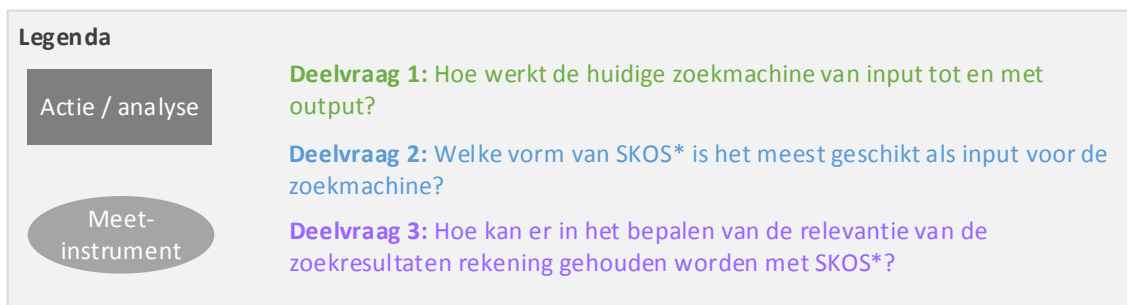 Legenda
Actie / analyse
Deelvraag 1: Hoe werkt de huidige zoekmachine van input tot en met
output?
Deelvraag 2: Welke vorm van SKOS* is het meest geschikt als input voor de
zoekmachine?
Meet-
instrument
Deelvraag 3: Hoe kan er in het bepalen van de relevantie van de
zoekresultaten rekening gehouden worden met SKOS*?